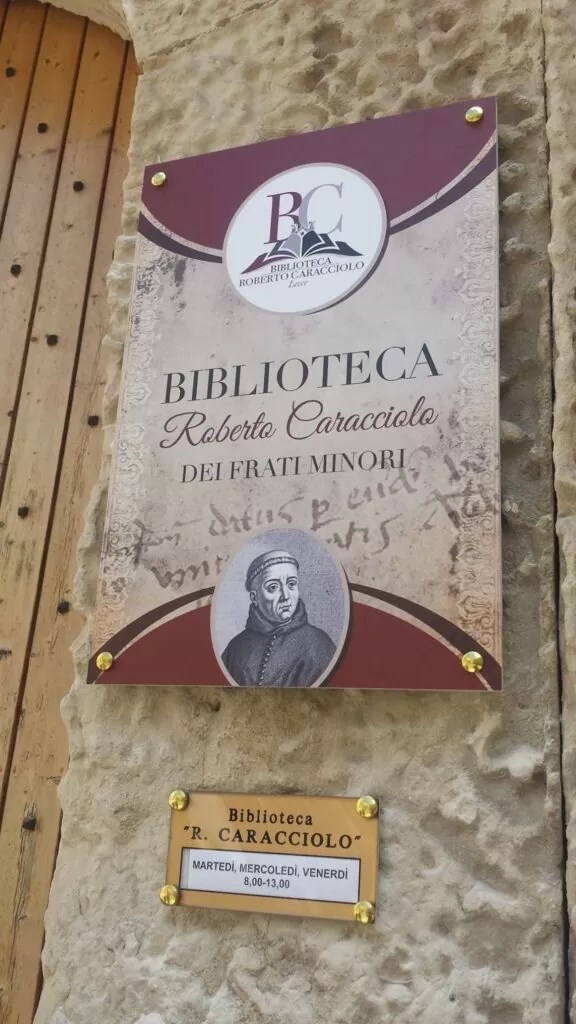 BC
BIBLIOTECA
ROBERTO CARACCIOLO
Lecce
BIBLIOTECA
Roberto Caracciolo
DEI FRATI MINORI
Biblioteca
"R. CARACCIOLO"
MARTEDÌ, MERCOLEDÌ, VENERDÌ
8,00-13,00